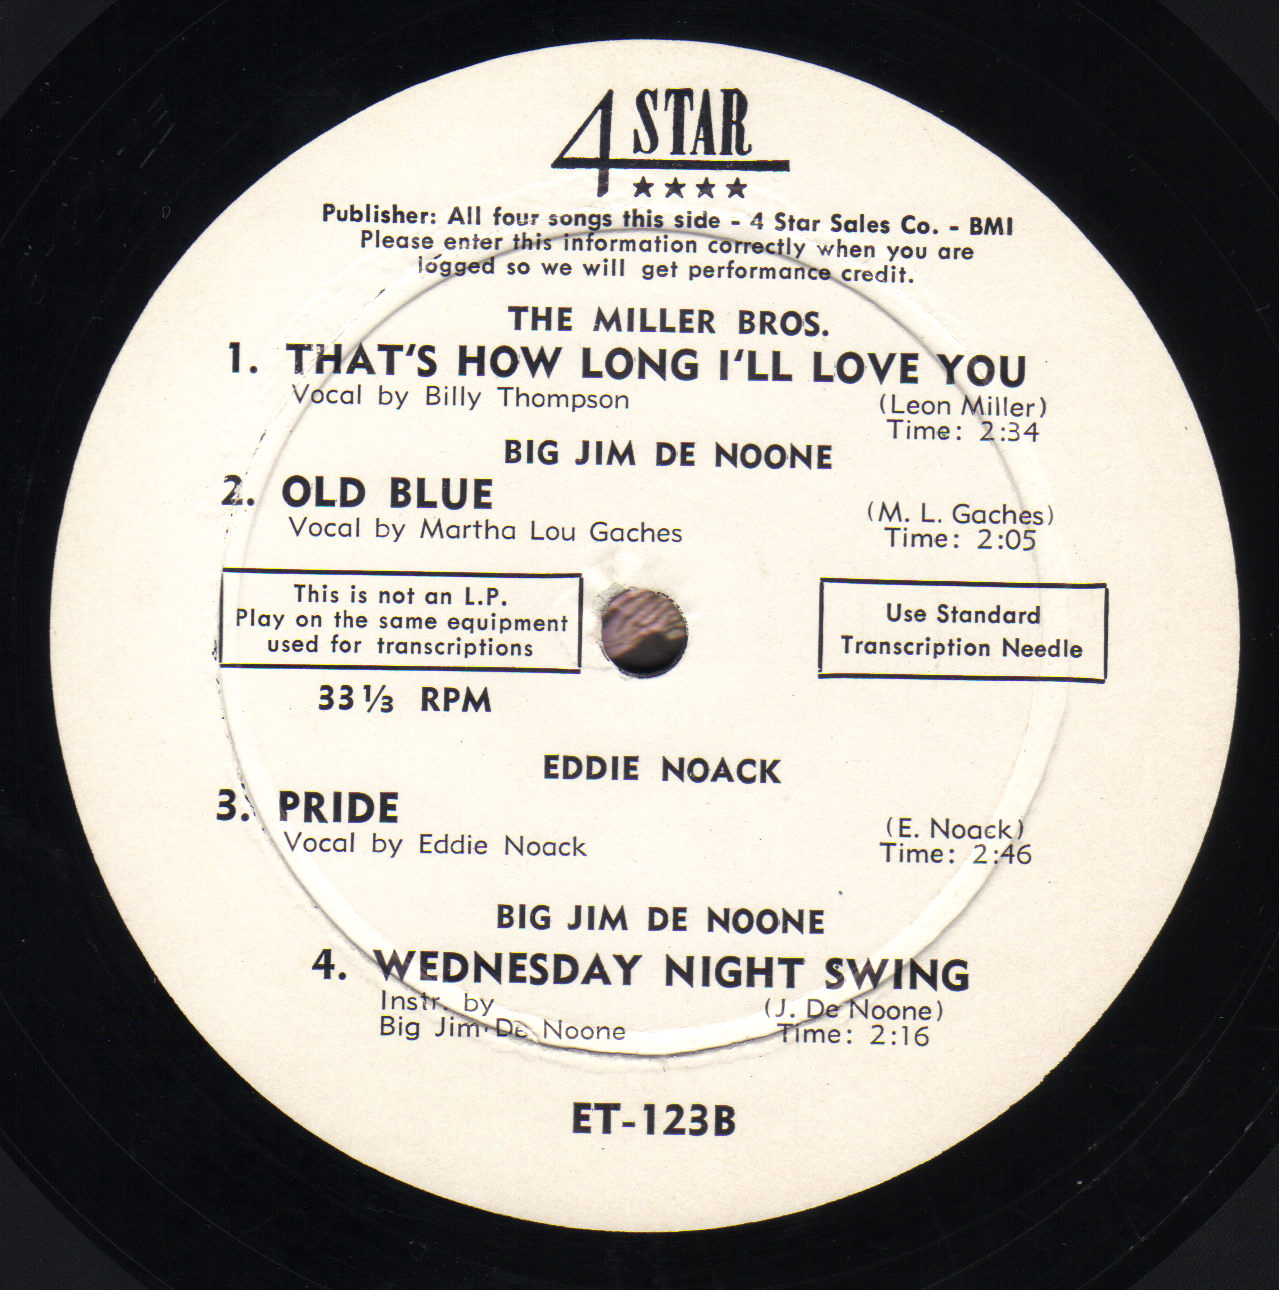 4 STAR
★★★★
Publisher: All four songs this side - 4 Star Sales Co. - BMI
Please enter this information correctly when you are
logged so we will get performance credit.
THE MILLER BROS.
1. THAT'S HOW LONG I'LL LOVE YOU
Vocal by Billy Thompson
(Leon Miller)
Time: 2:34
BIG JIM DE NOONE
2. OLD BLUE
Vocal by Martha Lou Gaches
(M. L. Gaches)
Time: 2:05
This is not an L.P.
Play on the same equipment
used for transcriptions
Use Standard
Transcription Needle
33 1/3 RPM
EDDIE NOACK
3. PRIDE
Vocal by Eddie Noack
(E. Noack)
Time: 2:46
BIG JIM DE NOONE
4. WEDNESDAY NIGHT SWING
Instr. by
Big Jim De Noone
(J. De Noone)
Time: 2:16
ET-123B